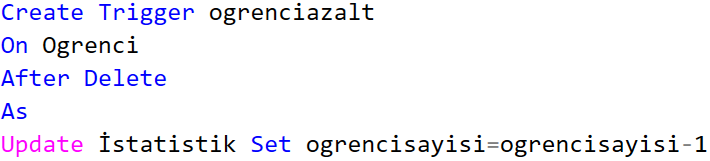 Create Trigger ogrenciazalt
On Ogrenci
After Delete
As
Update İstatistik Set ogrencisayisi=ogrencisayisi-1